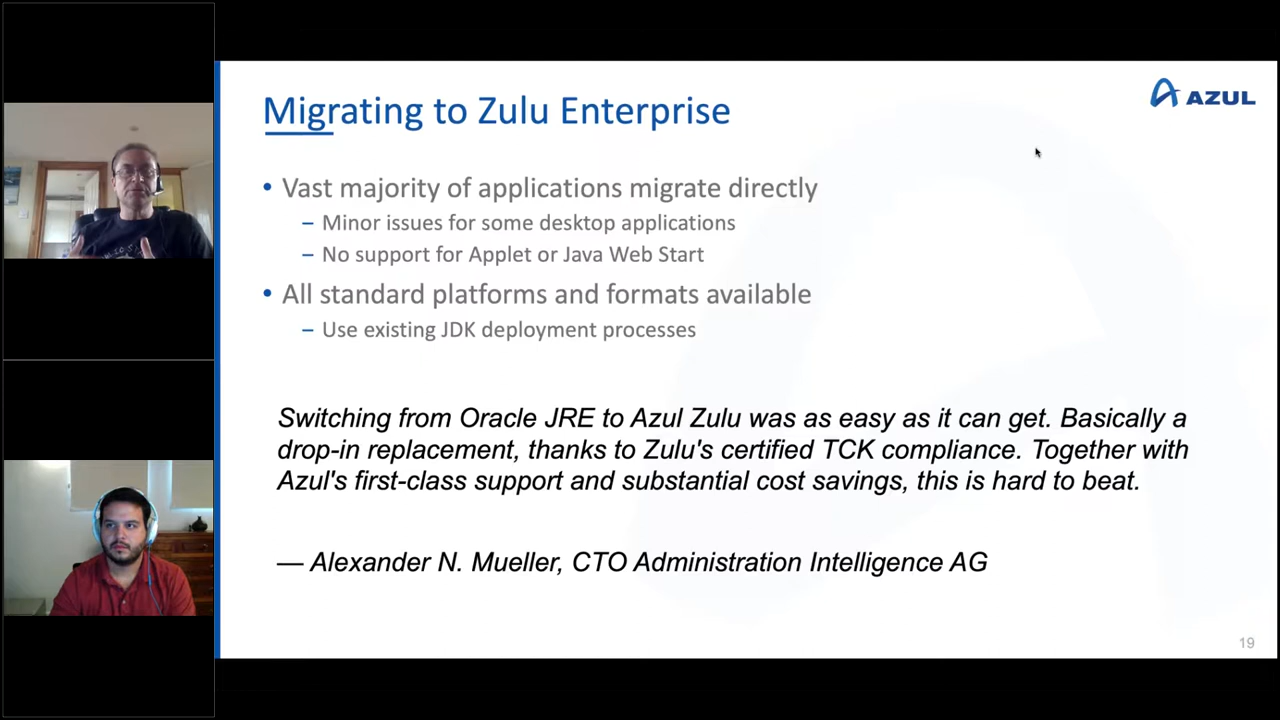 Migrating to Zulu Enterprise
AZUL
• Vast majority of applications migrate directly
– Minor issues for some desktop applications
– No support for Applet or Java Web Start
• All standard platforms and formats available
– Use existing JDK deployment processes
Switching from Oracle JRE to Azul Zulu was as easy as it can get. Basically a
drop-in replacement, thanks to Zulu's certified TCK compliance. Together with
Azul's first-class support and substantial cost savings, this is hard to beat.
— Alexander N. Mueller, CTO Administration Intelligence AG
19